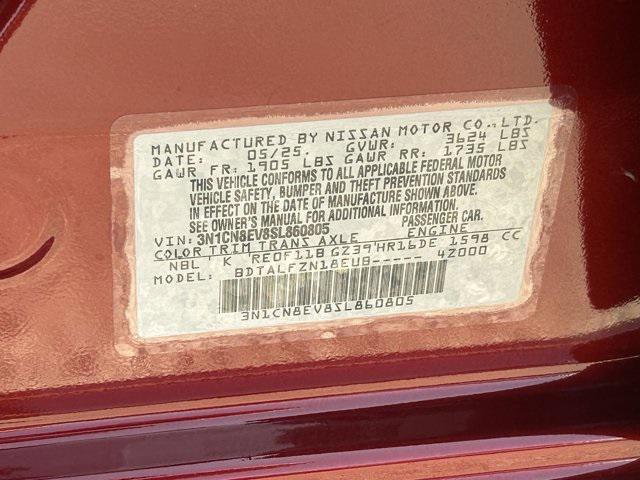 MANUFACTURED BY NISSAN MOTOR CO., LTD.
DATE: 05/25. GVWR: 3624 LBS
GAWR FR: 1905 LBS GAWR RR: 1735 LBS
THIS VEHICLE CONFORMS TO ALL APPLICABLE FEDERAL MOTOR
VEHICLE SAFETY, BUMPER AND THEFT PREVENTION STANDARDS
IN EFFECT ON THE DATE OF MANUFACTURE SHOWN ABOVE.
SEE OWNER'S MANUAL FOR ADDITIONAL INFORMATION.
VIN: 3N1CN8EV8SL860805 PASSENGER CAR.
COLOR TRIM TRANS AXLE ENGINE
NBL K RE0F11B GZ394HR16DE 1598 CC
MODEL: BDTALFZN18EUB----- 4Z000
3N1CN8EV8SL860805